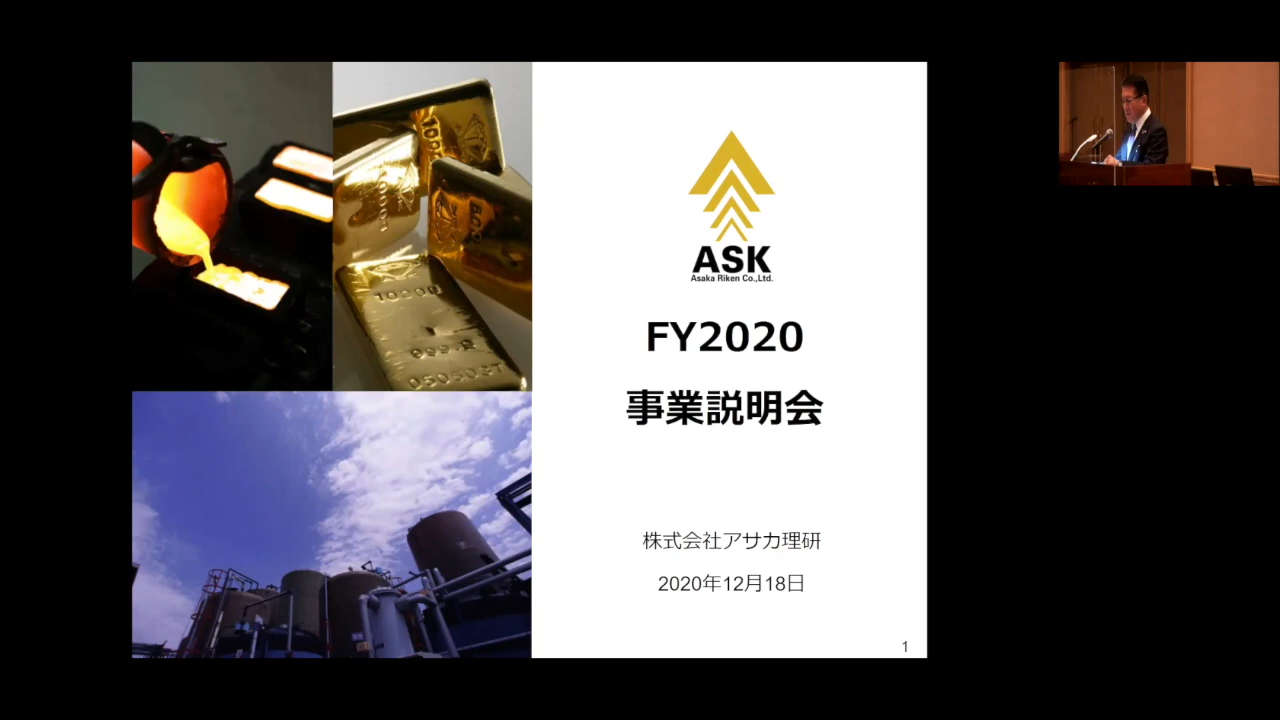 ASK
Asaka Riken Co.,Ltd.
FY2020
事業説明会
株式会社アサカ理研
2020年12月18日
1